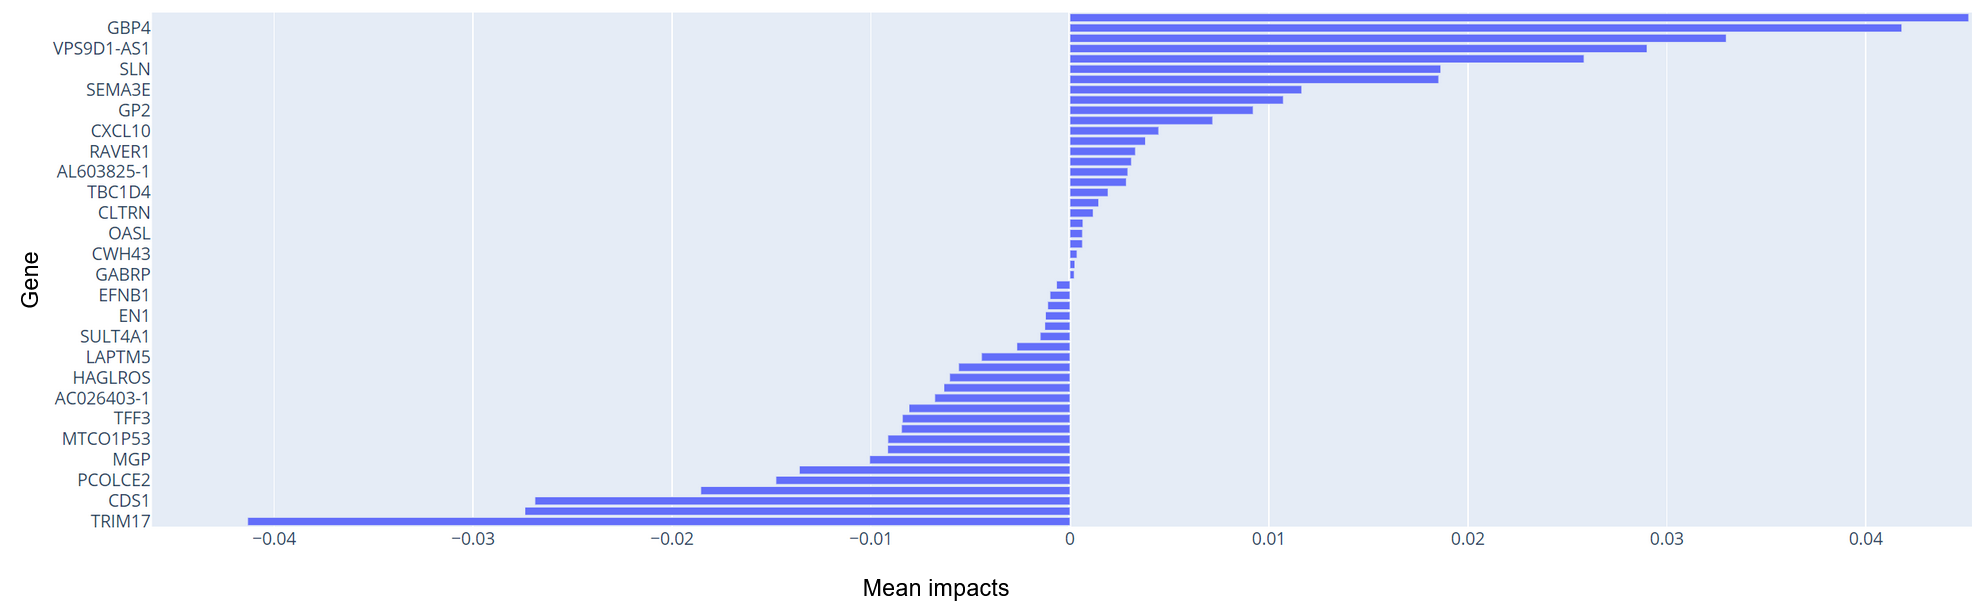 GBP4
VPS9D1-AS1
SLN
SEMA3E
GP2
CXCL10
RAVER1
AL603825-1
TBC1D4
CLTRN
OASL
CWH43
GABRP
EFNB1
EN1
SULT4A1
LAPTM5
HAGLROS
AC026403-1
TFF3
MTCO1P53
MGP
PCOLCE2
CDS1
TRIM17
Gene
−0.04 −0.03 −0.02 −0.01 0 0.01 0.02 0.03 0.04
Mean impacts